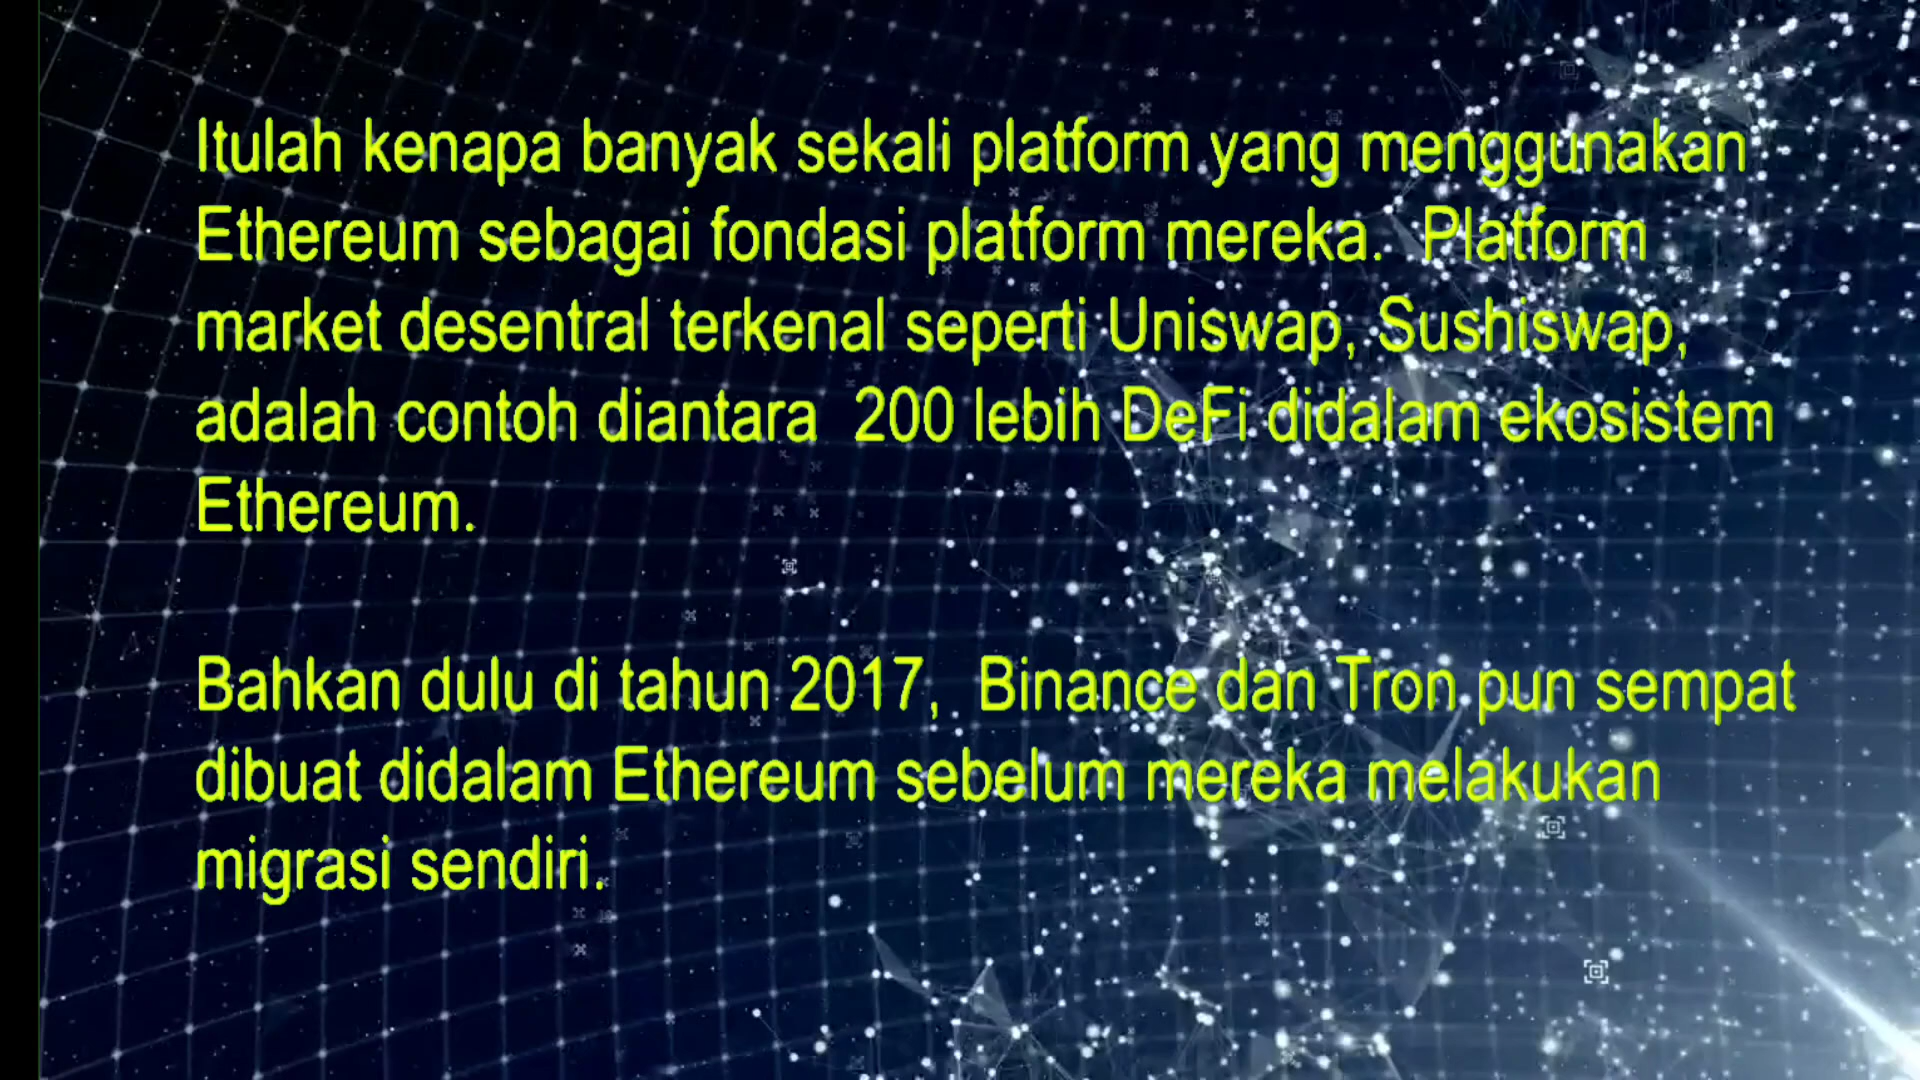 Itulah kenapa banyak sekali platform yang menggunakan
Ethereum sebagai fondasi platform mereka.  Platform
market desentral terkenal seperti Uniswap, Sushiswap,
adalah contoh diantara  200 lebih DeFi didalam ekosistem
Ethereum.
Bahkan dulu di tahun 2017,  Binance dan Tron pun sempat
dibuat didalam Ethereum sebelum mereka melakukan
migrasi sendiri.